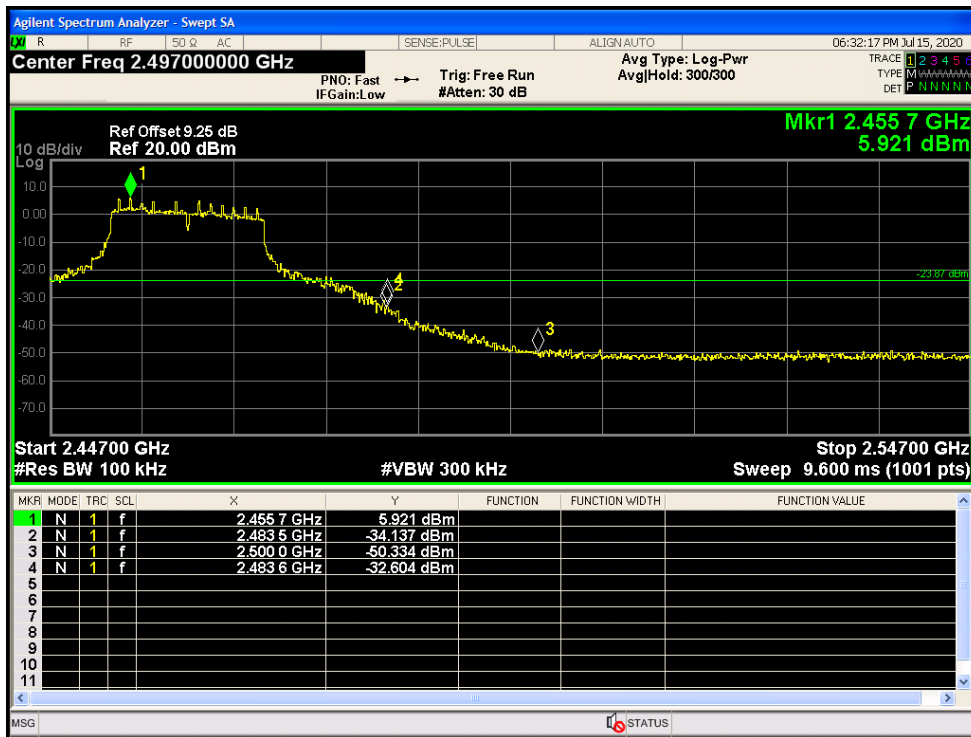 Agilent Spectrum Analyzer - Swept SA
LXI R RF 50 Ω AC SENSE:PULSE ALIGN AUTO 06:32:17 PM Jul 15, 2020
Center Freq 2.497000000 GHz
PNO: Fast
IFGain:Low
Trig: Free Run
#Atten: 30 dB
Avg Type: Log-Pwr
Avg|Hold: 300/300
TRACE 1 2 3 4 5 6
TYPE M
DET P N N N N N
Mkr1 2.455 7 GHz
5.921 dBm
Ref Offset 9.25 dB
10 dB/div Ref 20.00 dBm
Log
1
10.0
0.00
-10.0
-20.0
-23.87 dBm
4
2
-30.0
-40.0
3
-50.0
-60.0
-70.0
Start 2.44700 GHz Stop 2.54700 GHz
#Res BW 100 kHz #VBW 300 kHz Sweep 9.600 ms (1001 pts)
MKR MODE TRC SCL X Y FUNCTION FUNCTION WIDTH FUNCTION VALUE
1 N 1 f 2.455 7 GHz 5.921 dBm
2 N 1 f 2.483 5 GHz -34.137 dBm
3 N 1 f 2.500 0 GHz -50.334 dBm
4 N 1 f 2.483 6 GHz -32.604 dBm
5
6
7
8
9
10
11
MSG STATUS